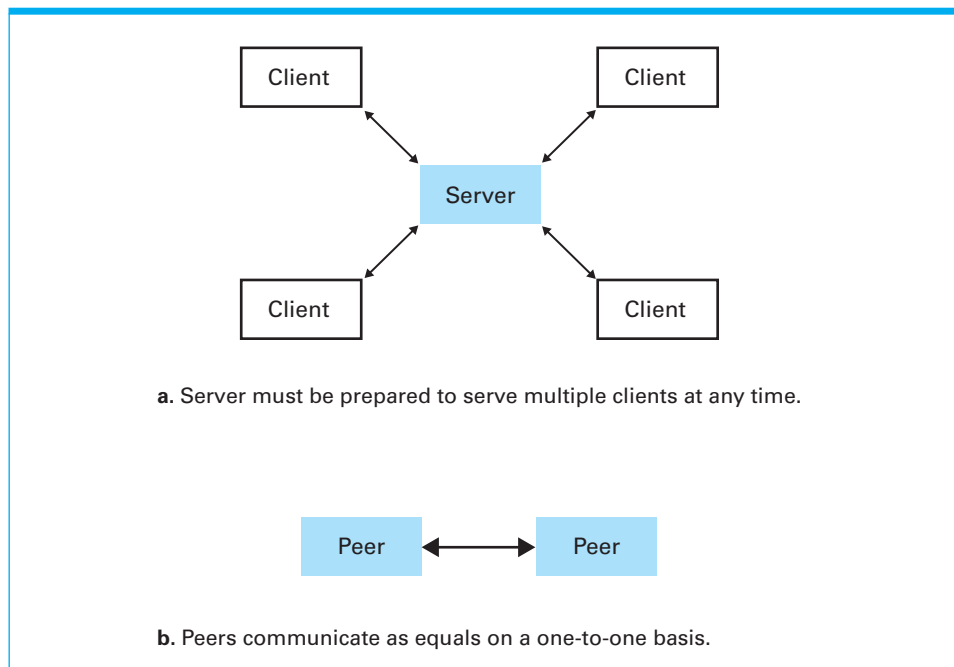 Client
Client
Server
Client
Client
a. Server must be prepared to serve multiple clients at any time.
Peer
Peer
b. Peers communicate as equals on a one-to-one basis.